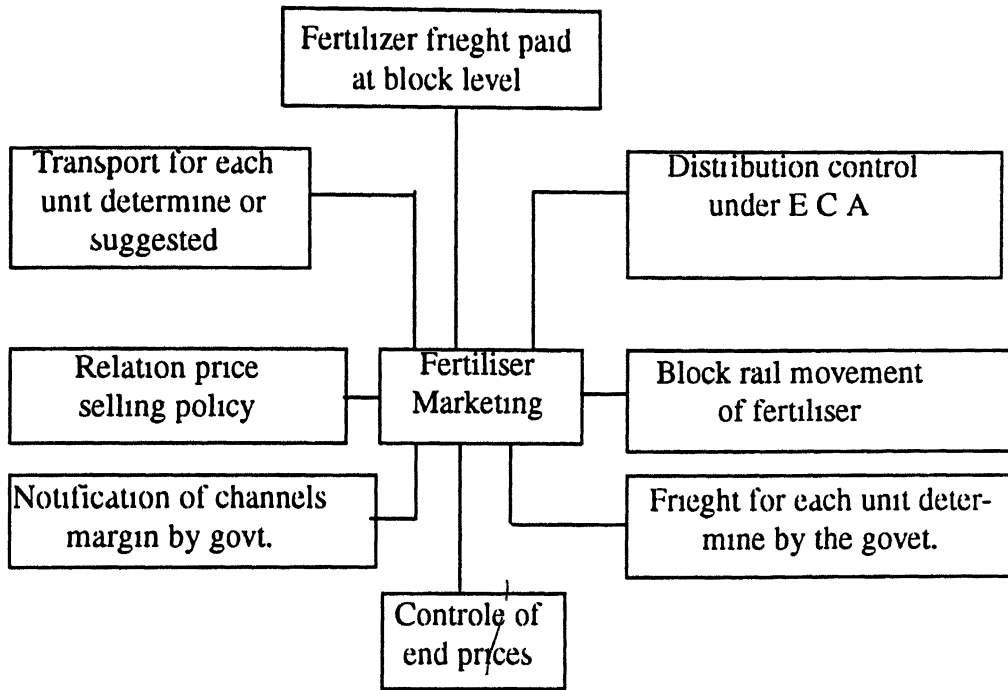 Fertilizer frieght paid
at block level
Transport for each
unit determine or
suggested
Distribution control
under E C A
Relation price
selling policy
Fertiliser
Marketing
Block rail movement
of fertiliser
Notification of channels
margin by govt.
Frieght for each unit deter-
mine by the govet.
Controle of
end prices